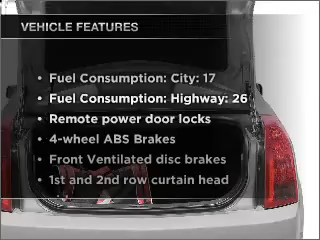 VEHICLE FEATURES
• Fuel Consumption: City: 17
• Fuel Consumption: Highway: 26
• Remote power door locks
• 4-wheel ABS Brakes
• Front Ventilated disc brakes
• 1st and 2nd row curtain head